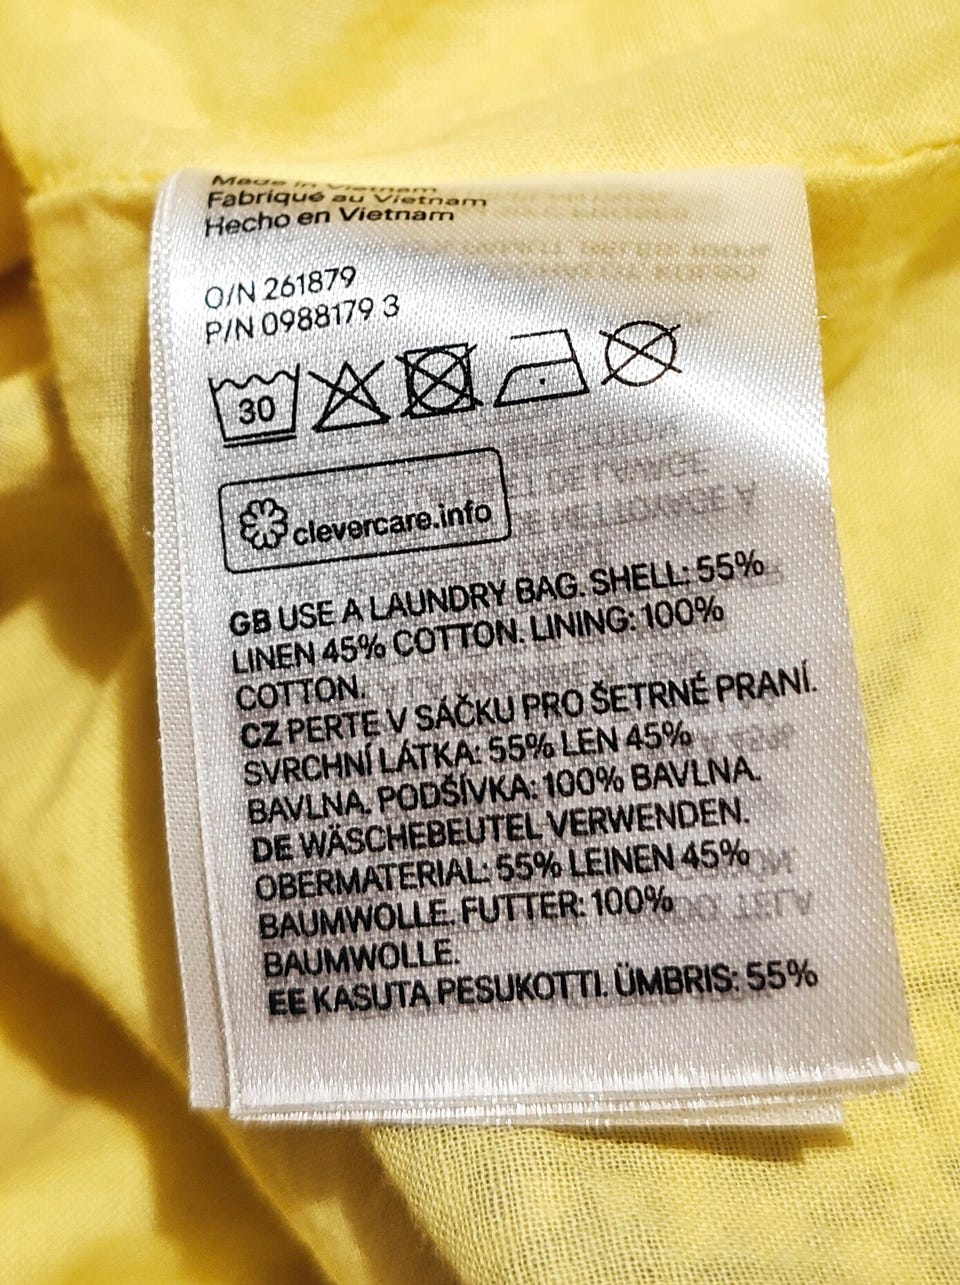 Made in Vietnam
Fabriqué au Vietnam
Hecho en Vietnam
O/N 261879
P/N 0988179 3
30
clevercare.info
GB USE A LAUNDRY BAG. SHELL: 55%
LINEN 45% COTTON. LINING: 100%
COTTON.
CZ PERTE V SÁČKU PRO ŠETRNÉ PRANÍ.
SVRCHNÍ LÁTKA: 55% LEN 45%
BAVLNA. PODŠÍVKA: 100% BAVLNA.
DE WÄSCHEBEUTEL VERWENDEN.
OBERMATERIAL: 55% LEINEN 45%
BAUMWOLLE. FUTTER: 100%
BAUMWOLLE.
EE KASUTA PESUKOTTI. ÜMBRIS: 55%